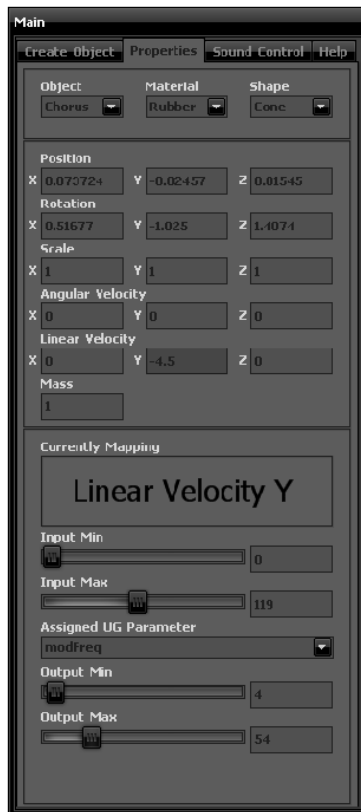 Main
Create Object Properties Sound Control Help
Object Material Shape
Chorus Rubber Cone
Position
X 0.073724 Y -0.02457 Z 0.01545
Rotation
X 0.51677 Y -1.025 Z 1.4074
Scale
X 1 Y 1 Z 1
Angular Velocity
X 0 Y 0 Z 0
Linear Velocity
X 0 Y -4.5 Z 0
Mass
1
Currently Mapping
Linear Velocity Y
Input Min
0
Input Max
119
Assigned UG Parameter
modfreq
Output Min
4
Output Max
54